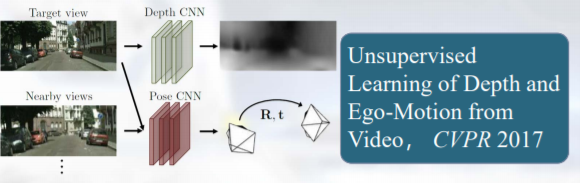 Target view
Depth CNN
Nearby views
Pose CNN
R, t
⋮
Unsupervised
Learning of Depth and
Ego-Motion from
Video， CVPR 2017